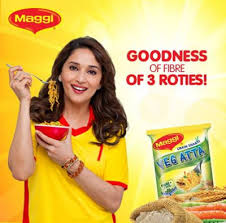 Maggi
GOODNESS
OF FIBRE
OF 3 ROTIES!
Maggi
VEG ATTA